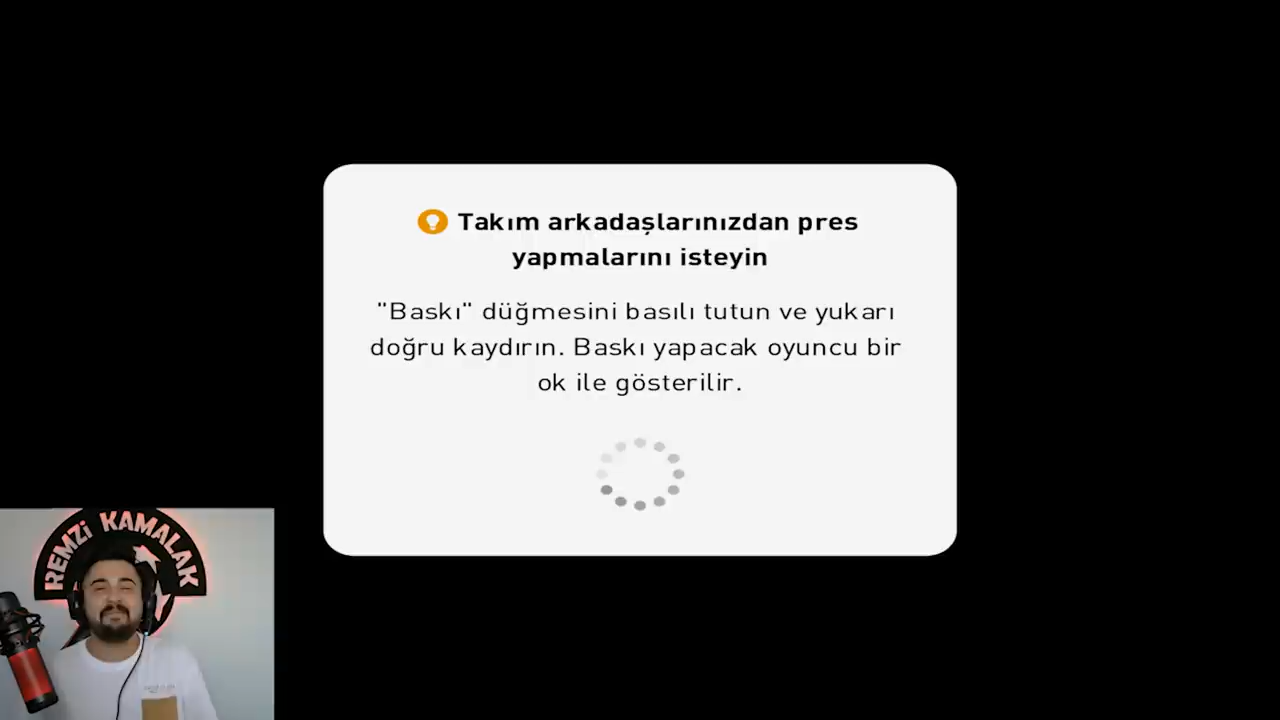 Takım arkadaşlarınızdan pres
yapmalarını isteyin
"Baskı" düğmesini basılı tutun ve yukarı
doğru kaydırın. Baskı yapacak oyuncu bir
ok ile gösterilir.
REMZi KAMALAK